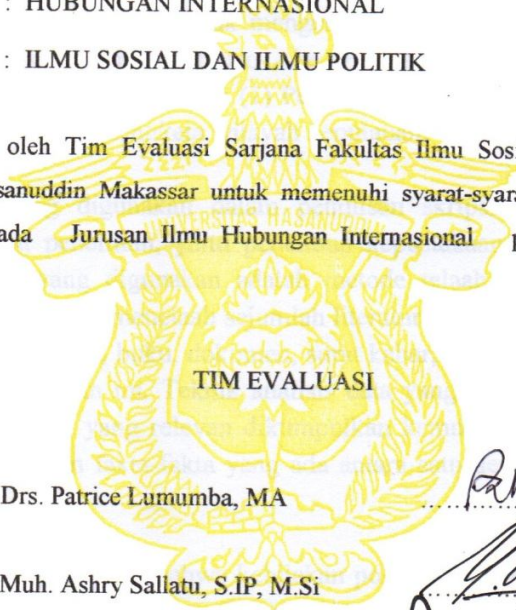 : HUBUNGAN INTERNASIONAL
: ILMU SOSIAL DAN ILMU POLITIK
oleh Tim Evaluasi Sarjana Fakultas Ilmu Sosi
sanuddin Makassar untuk memenuhi syarat-syara
ada Jurusan Ilmu Hubungan Internasional
UNIVERSITAS HASANUDDIN
TIM EVALUASI
Drs. Patrice Lumumba, MA
Muh. Ashry Sallatu, S.IP, M.Si